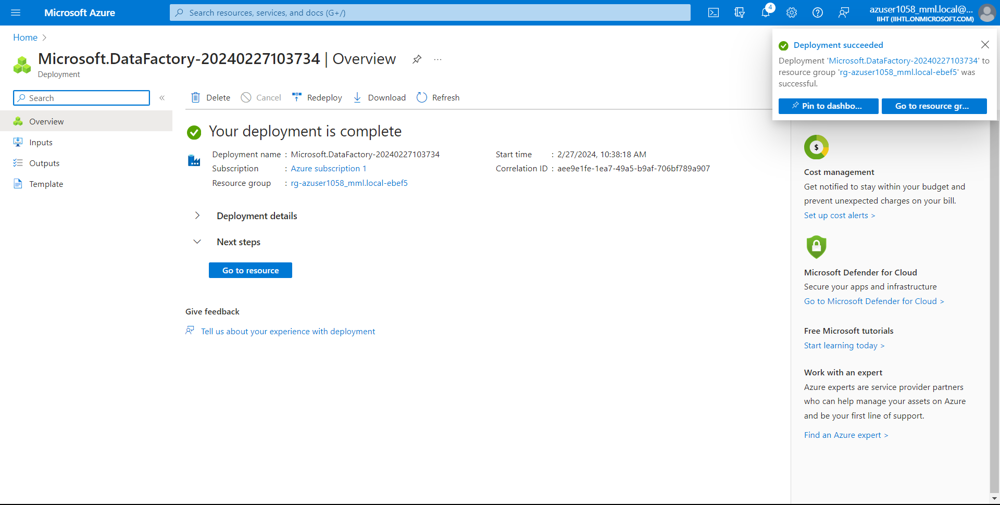 Microsoft Azure
Search resources, services, and docs (G+/)
4
azuser1058_mml.local@...
IIHT (IIHTL.ONMICROSOFT.COM)
Home
Microsoft.DataFactory-20240227103734 | Overview
Deployment
Search
Overview
Inputs
Outputs
Template
Delete
Cancel
Redeploy
Download
Refresh
Your deployment is complete
Deployment name : Microsoft.DataFactory-20240227103734
Subscription : Azure subscription 1
Resource group : rg-azuser1058_mml.local-ebef5
Start time : 2/27/2024, 10:38:18 AM
Correlation ID : aee9e1fe-1ea7-49a5-b9af-706bf789a907
Deployment details
Next steps
Go to resource
Give feedback
Tell us about your experience with deployment
Deployment succeeded
Deployment 'Microsoft.DataFactory-20240227103734' to
resource group 'rg-azuser1058_mml.local-ebef5' was
successful.
Pin to dashbo...
Go to resource gr...
$
Cost management
Get notified to stay within your budget and
prevent unexpected charges on your bill.
Set up cost alerts >
Microsoft Defender for Cloud
Secure your apps and infrastructure
Go to Microsoft Defender for Cloud >
Free Microsoft tutorials
Start learning today >
Work with an expert
Azure experts are service provider partners
who can help manage your assets on Azure
and be your first line of support.
Find an Azure expert >